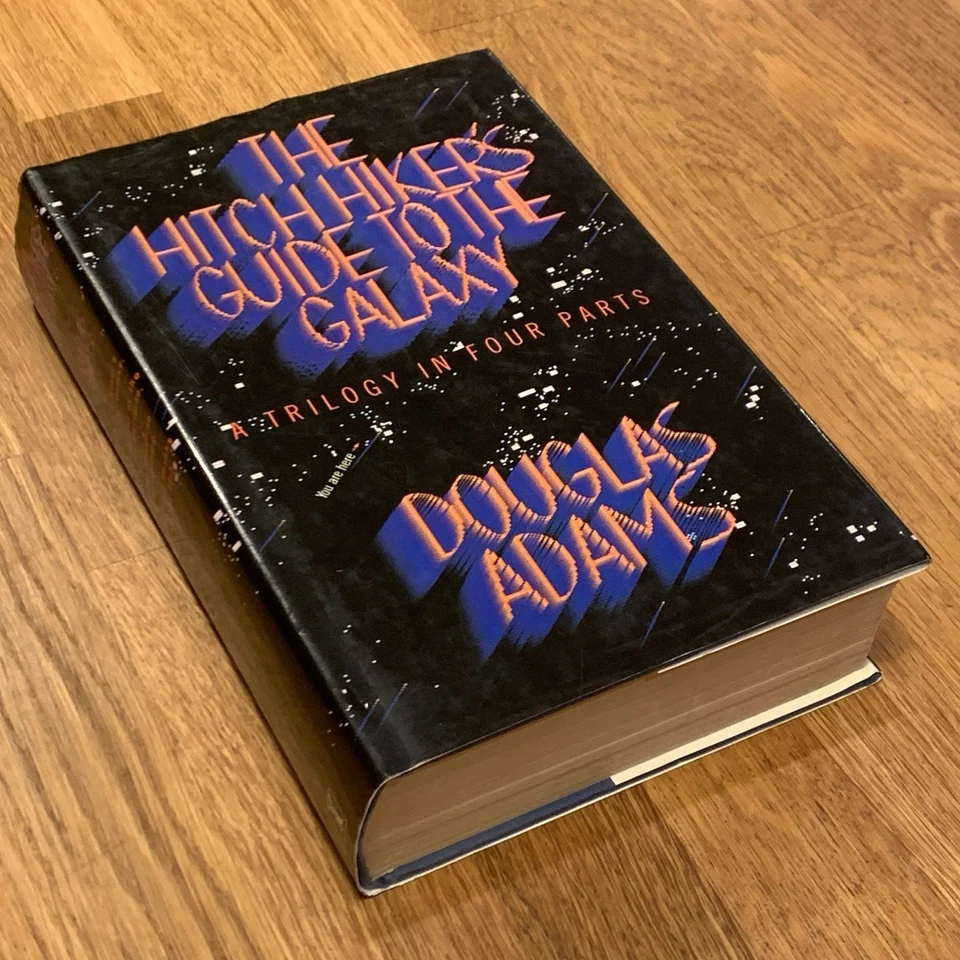 THE
HITCH HIKER'S
GUIDE TO THE
GALAXY
A TRILOGY IN FOUR PARTS
You are here
DOUGLAS
ADAMS